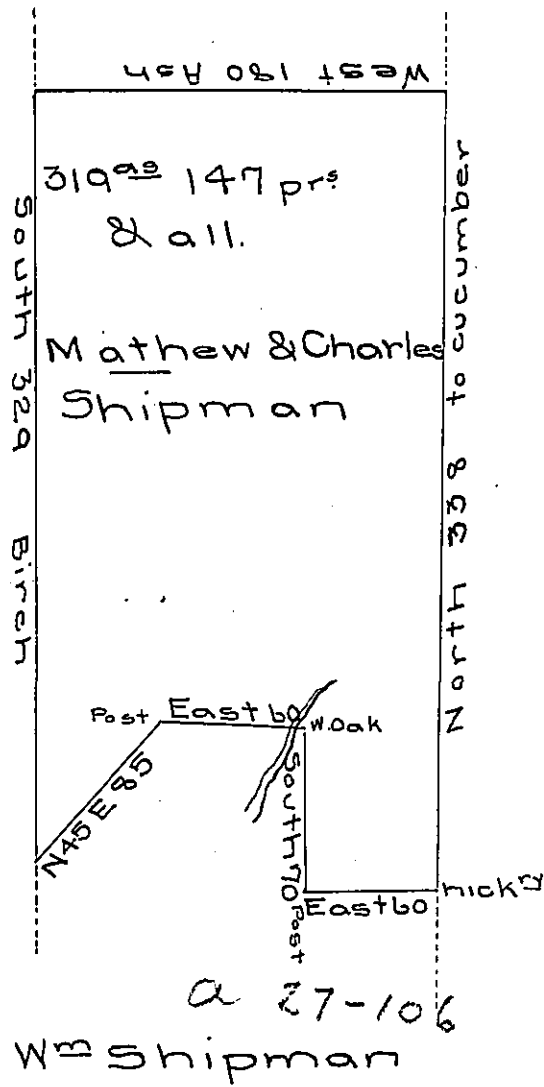 West 180 Ash
319as 147 prs
& all.
Mathew & Charles
Shipman
South 329 Birch
North 338 to cucumber
Post East 60 W.Oak
N45E85
South 70 Post
East 60 hickry
a 27-106
Wm Shipman